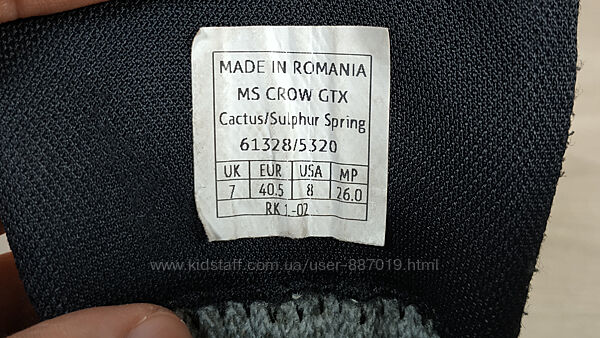 MADE IN ROMANIA
MS CROW GTX
Cactus/Sulphur Spring
61328/5320
UK EUR USA MP
7 40.5 8 26.0
RK 1-02
www.kidstaff.com.ua/user-887019.html